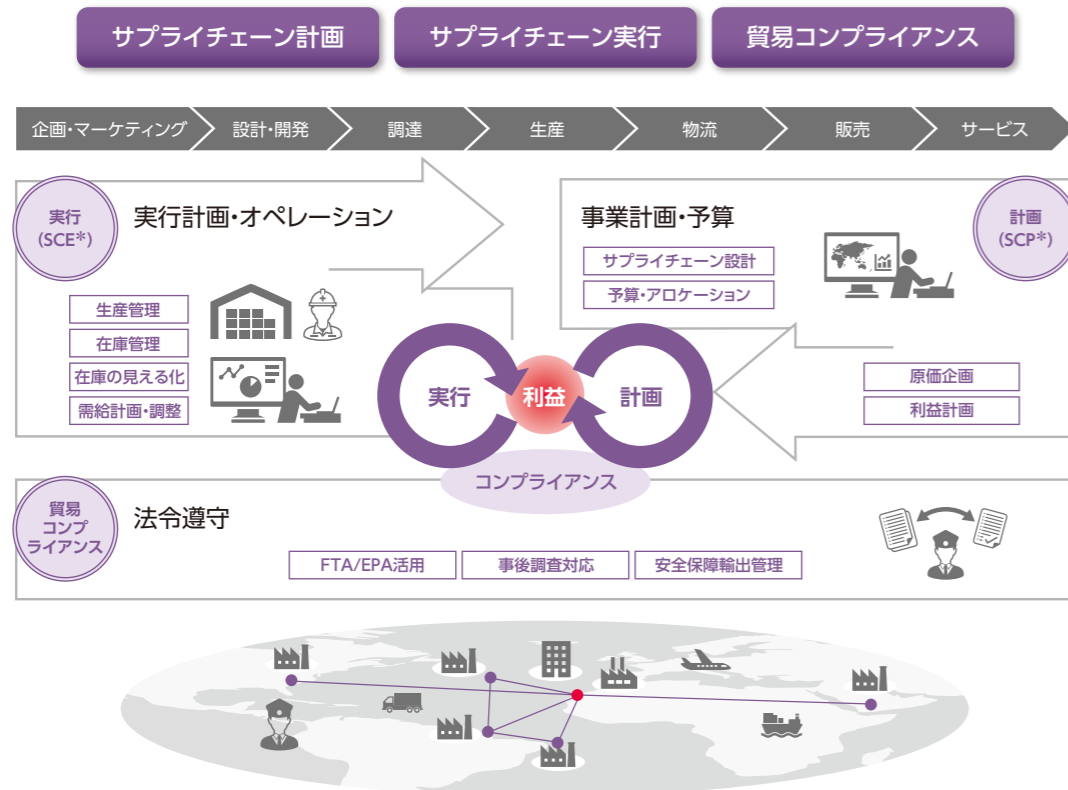 サプライチェーン計画
サプライチェーン実行
貿易コンプライアンス
企画・マーケティング
設計・開発
調達
生産
物流
販売
サービス
実行
(SCE*)
実行計画・オペレーション
生産管理
在庫管理
在庫の見える化
需給計画・調整
事業計画・予算
サプライチェーン設計
予算・アロケーション
計画
(SCP*)
原価企画
利益計画
実行
利益
計画
コンプライアンス
貿易
コンプ
ライアンス
法令遵守
FTA/EPA活用
事後調査対応
安全保障輸出管理